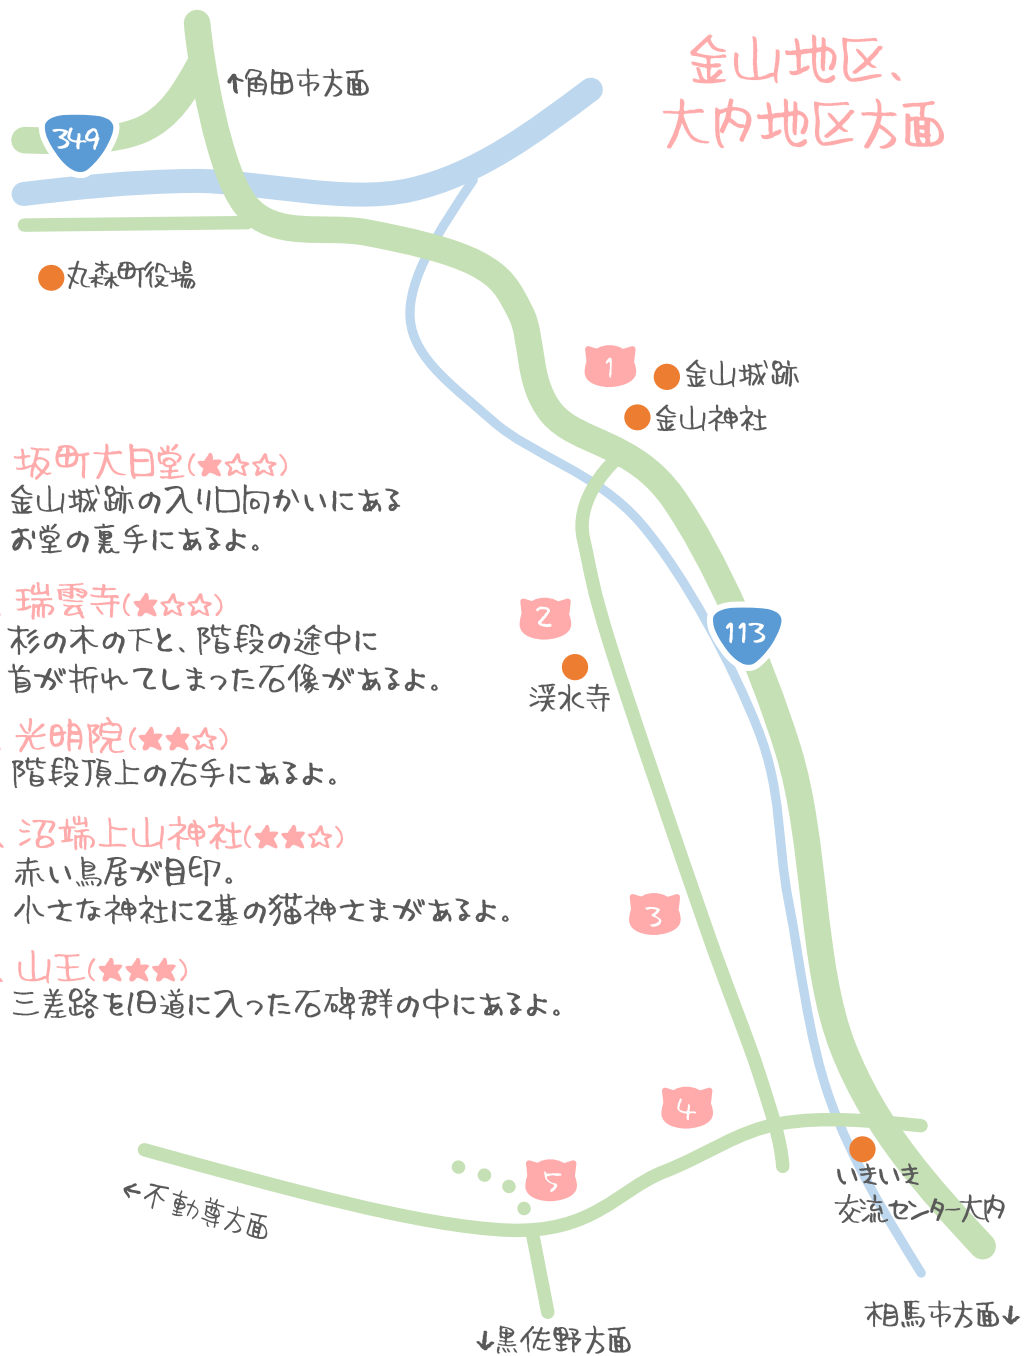 金山地区、
大内地区方面
↑角田市方面
349
丸森町役場
1
金山城跡
金山神社
坂町大日堂(★☆☆)
金山城跡の入り口向かいにある
お堂の裏手にあるよ。
瑞雲寺(★☆☆)
杉の木の下と、階段の途中に
首が折れてしまった石像があるよ。
2
113
渓水寺
光明院(★★☆)
階段頂上の右手にあるよ。
沼端上山神社(★★☆)
赤い鳥居が目印。
小さな神社に2基の猫神さまがあるよ。
3
山王(★★★)
三差路を旧道に入った石碑群の中にあるよ。
4
5
←不動尊方面
いきいき
交流センター大内
相馬市方面↓
↓黒佐野方面